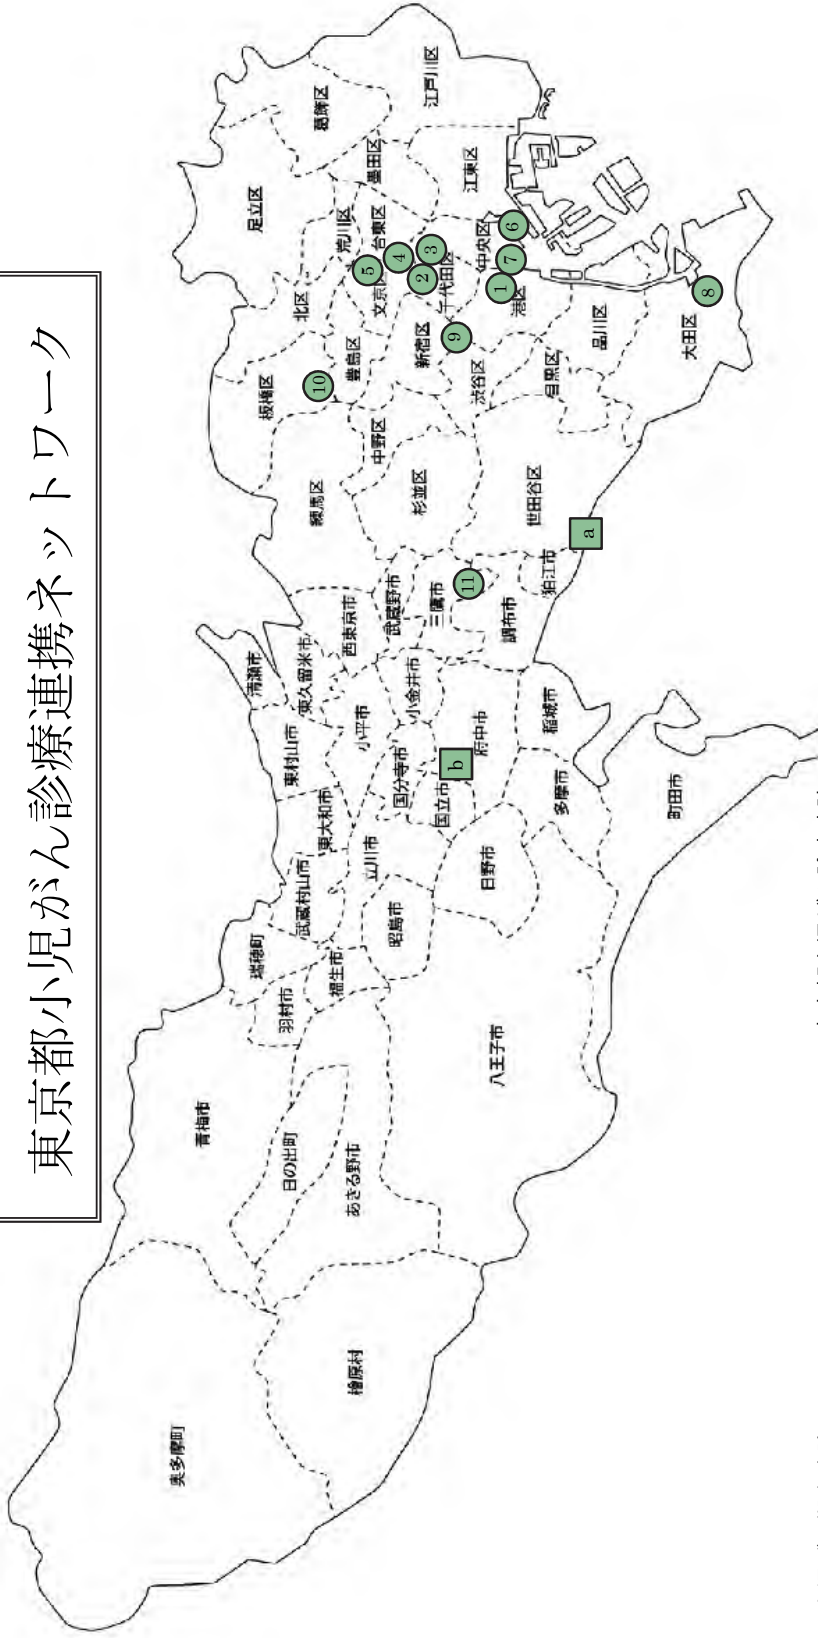 東京都小児がん診療連携ネットワーク
奥多摩町
檜原村
青梅市
日の出町
あきる野市
八王子市
瑞穂町
羽村市
福生市
武蔵村山市
昭島市
東大和市
立川市
日野市
東村山市
清瀬市
東久留米市
小平市
国分寺市
国立市
b
府中市
多摩市
稲城市
町田市
西東京市
小金井市
武蔵野市
三鷹市
11
調布市
狛江市
a
練馬区
杉並区
世田谷区
板橋区
10
中野区
豊島区
新宿区
9
渋谷区
目黒区
品川区
大田区
8
北区
文京区
5
4
2
3
千代田区
1
港区
7
中央区
6
足立区
荒川区
台東区
墨田区
江東区
葛飾区
江戸川区